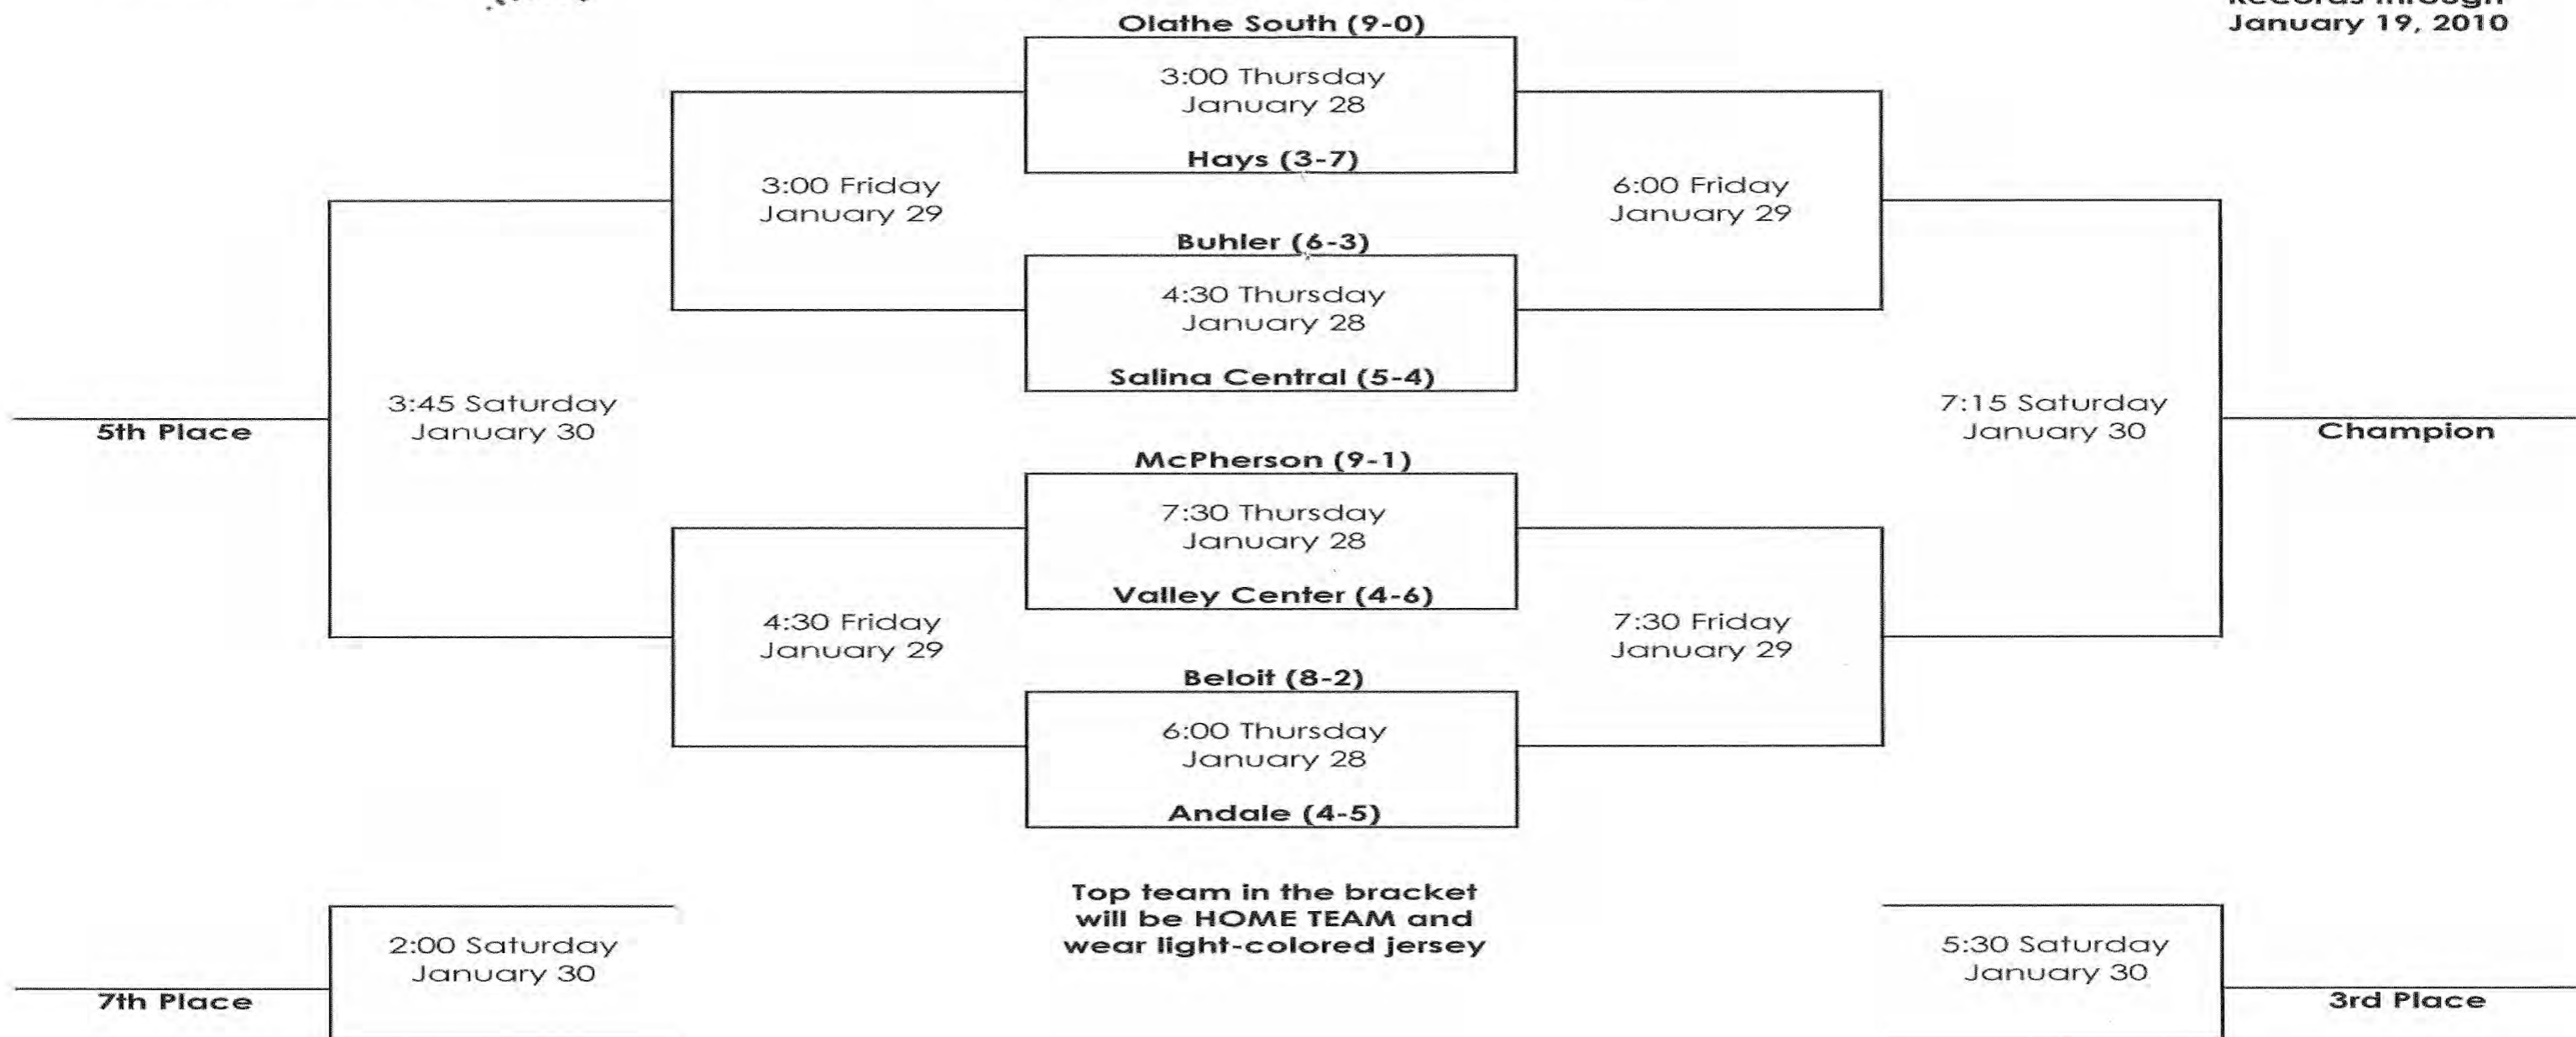 Records through
January 19, 2010
Olathe South (9-0)
3:00 Thursday
January 28
Hays (3-7)
3:00 Friday
January 29
6:00 Friday
January 29
Buhler (6-3)
4:30 Thursday
January 28
Salina Central (5-4)
3:45 Saturday
January 30
5th Place
7:15 Saturday
January 30
Champion
McPherson (9-1)
7:30 Thursday
January 28
Valley Center (4-6)
4:30 Friday
January 29
7:30 Friday
January 29
Beloit (8-2)
6:00 Thursday
January 28
Andale (4-5)
Top team in the bracket
will be HOME TEAM and
wear light-colored jersey
2:00 Saturday
January 30
7th Place
5:30 Saturday
January 30
3rd Place